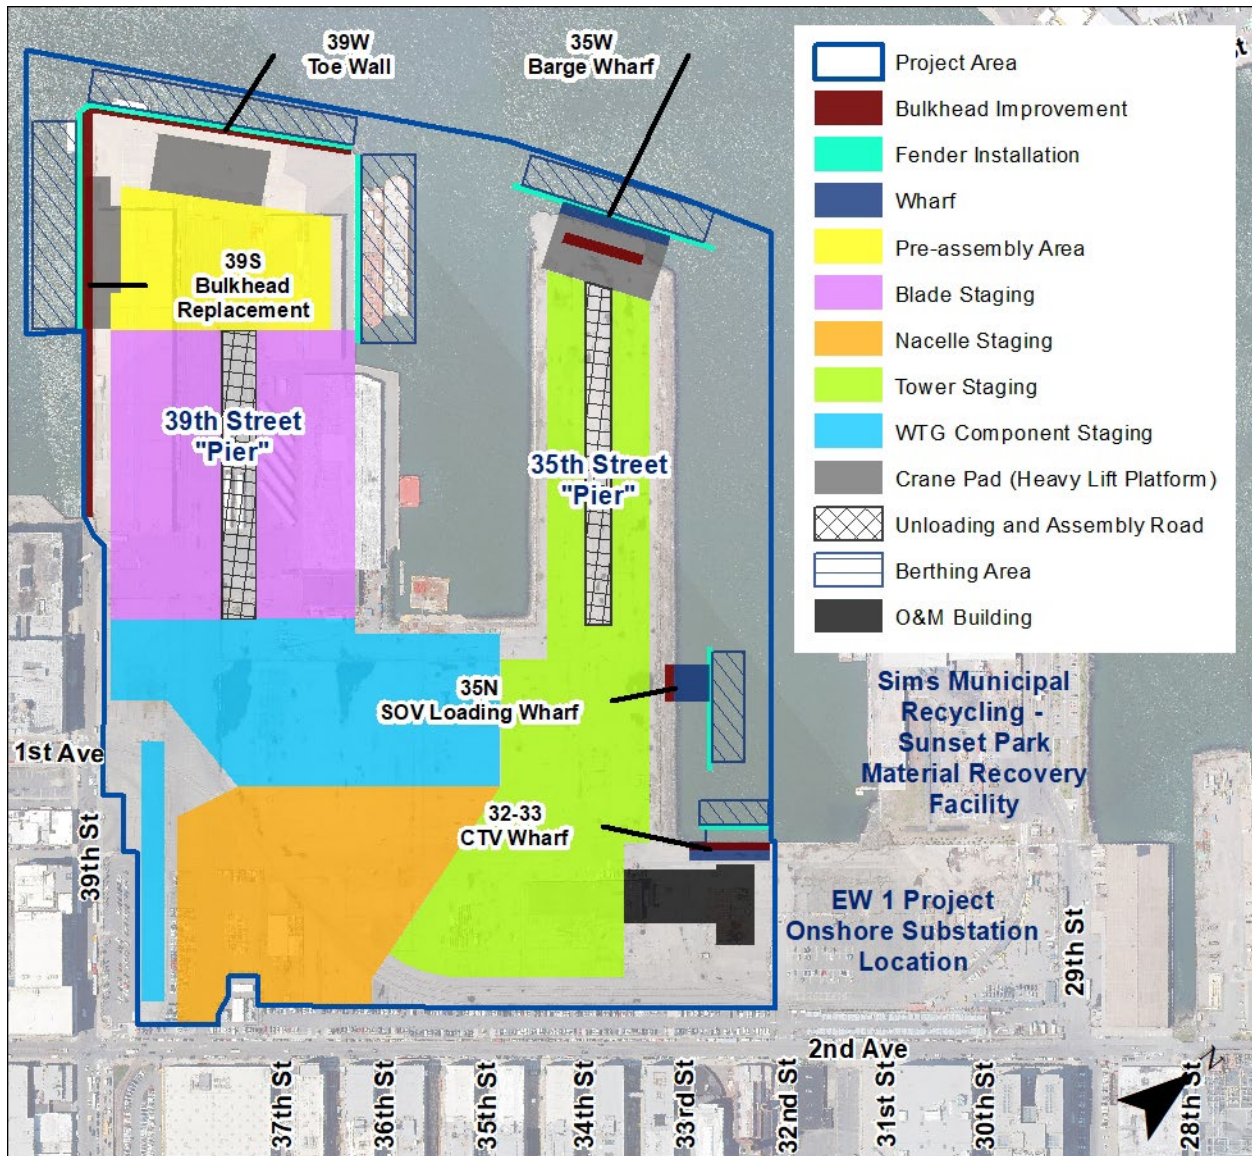 39W
Toe Wall
35W
Barge Wharf
St
Project Area
Bulkhead Improvement
Fender Installation
Wharf
Pre-assembly Area
Blade Staging
Nacelle Staging
Tower Staging
WTG Component Staging
Crane Pad (Heavy Lift Platform)
Unloading and Assembly Road
Berthing Area
O&M Building
39S
Bulkhead
Replacement
39th Street
"Pier"
35th Street
"Pier"
35N
SOV Loading Wharf
Sims Municipal
Recycling -
Sunset Park
Material Recovery
Facility
1st Ave
39th St
32-33
CTV Wharf
EW 1 Project
Onshore Substation
Location
29th St
2nd Ave
37th St
36th St
35th St
34th St
33rd St
32nd St
31st St
30th St
28th St
N